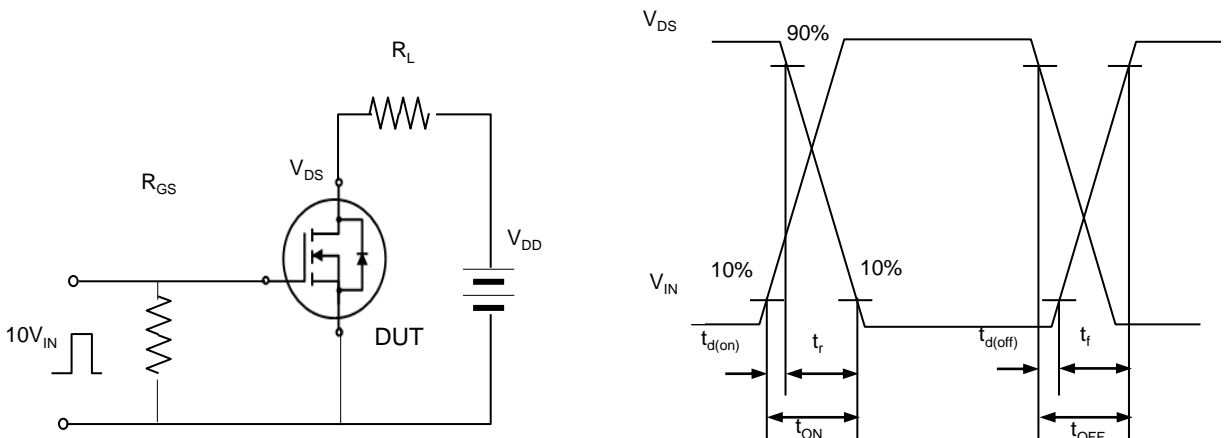 R_L
V_DS
R_GS
V_DD
10V_IN
DUT
V_DS
90%
10%
10%
V_IN
t_d(on)
t_r
t_d(off)
t_f
t_ON
t_OFF